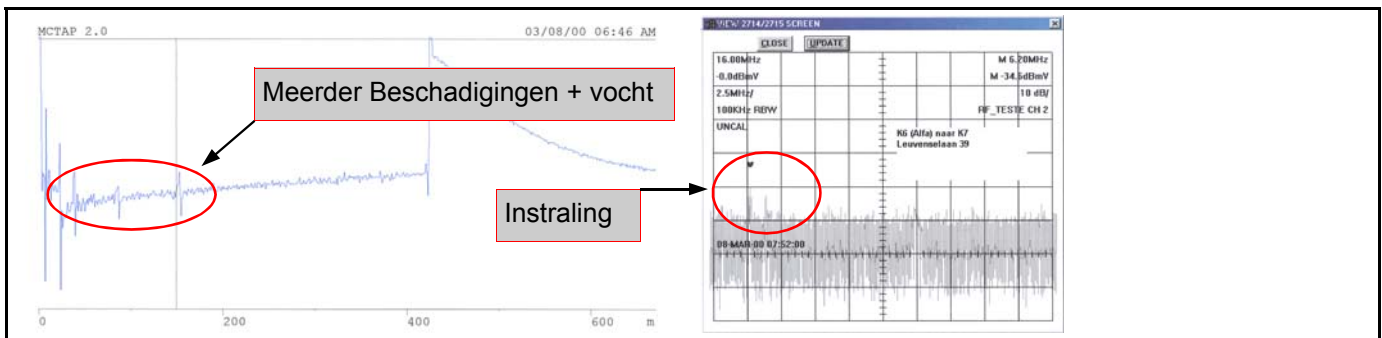 MCTAP 2.0
03/08/00 06:46 AM
Meerder Beschadigingen + vocht
0
200
400
600
m
Instraling
VIEW 2714/2715 SCREEN
CLOSE
UPDATE
16.00MHz
M 6.20MHz
-0.0dBmV
M -34.6dBmV
2.5MHz/
10 dB/
100KHz RBW
RF_TESTE CH 2
UNCAL
K6 (Alfa) naar K7
Leuvenselaan 39
08-MAR-00 07:52:00